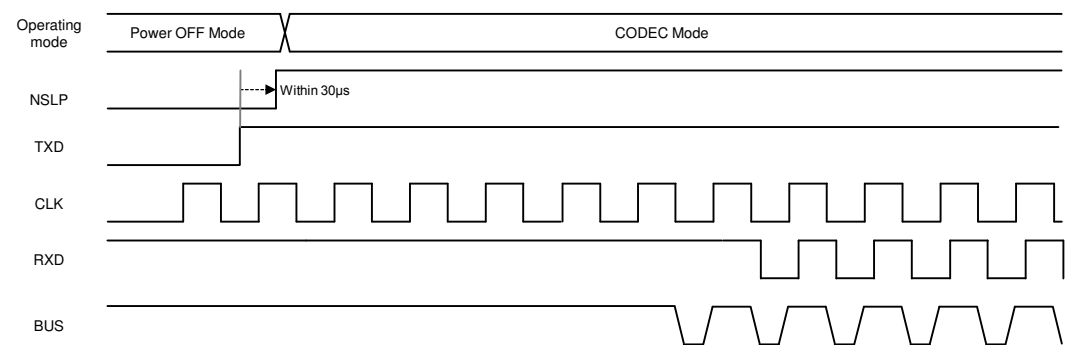 Operating
mode
Power OFF Mode
CODEC Mode
NSLP
Within 30µs
TXD
CLK
RXD
BUS